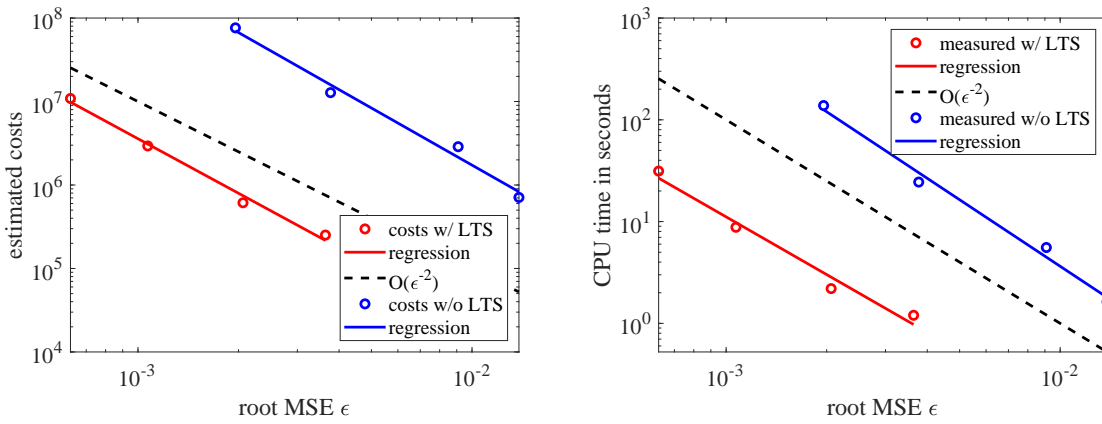 10^8
10^7
10^6
10^5
10^4
estimated costs
costs w/ LTS
regression
O(ϵ^-2)
costs w/o LTS
regression
10^-3
10^-2
root MSE ϵ
10^3
10^2
10^1
10^0
CPU time in seconds
measured w/ LTS
regression
O(ϵ^-2)
measured w/o LTS
regression
10^-3
10^-2
root MSE ϵ